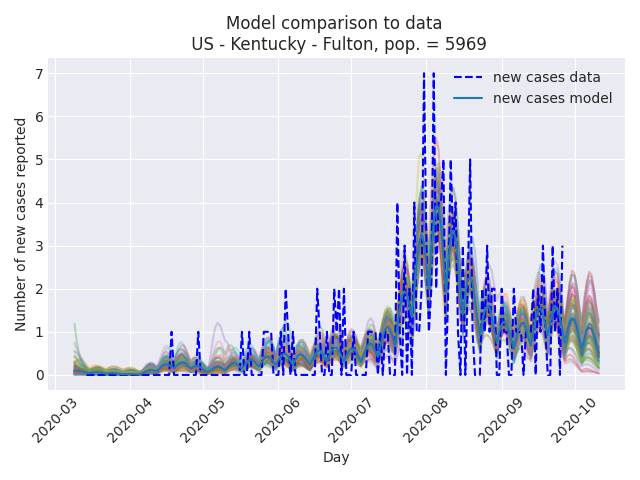 Model comparison to data
US - Kentucky - Fulton, pop. = 5969
new cases data
new cases model
Number of new cases reported
7
6
5
4
3
2
1
0
2020-03
2020-04
2020-05
2020-06
2020-07
2020-08
2020-09
2020-10
Day